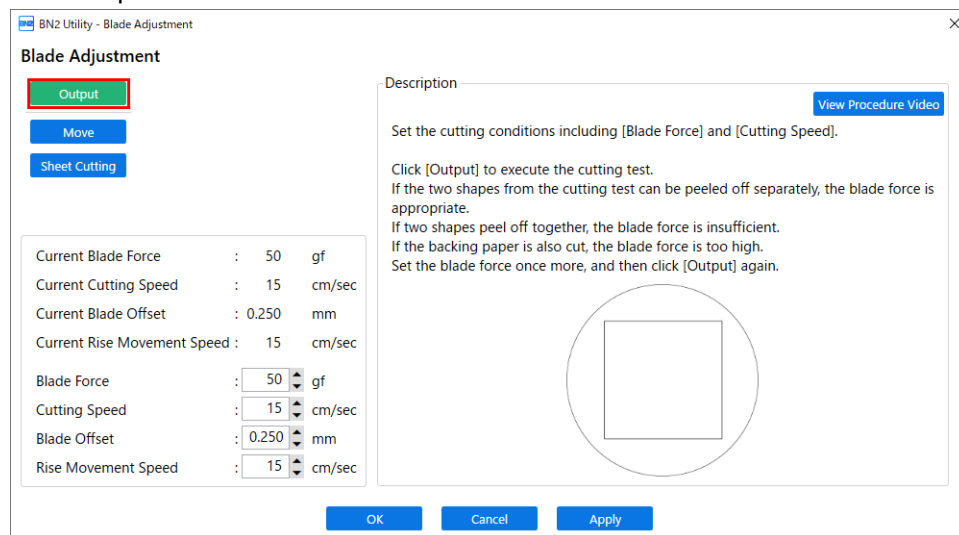 BN2 BN2 Utility - Blade Adjustment
Blade Adjustment
Output
Move
Sheet Cutting
Current Blade Force : 50 gf
Current Cutting Speed : 15 cm/sec
Current Blade Offset : 0.250 mm
Current Rise Movement Speed : 15 cm/sec
Blade Force : 50 gf
Cutting Speed : 15 cm/sec
Blade Offset : 0.250 mm
Rise Movement Speed : 15 cm/sec
Description
View Procedure Video
Set the cutting conditions including [Blade Force] and [Cutting Speed].
Click [Output] to execute the cutting test.
If the two shapes from the cutting test can be peeled off separately, the blade force is
appropriate.
If two shapes peel off together, the blade force is insufficient.
If the backing paper is also cut, the blade force is too high.
Set the blade force once more, and then click [Output] again.
OK Cancel Apply